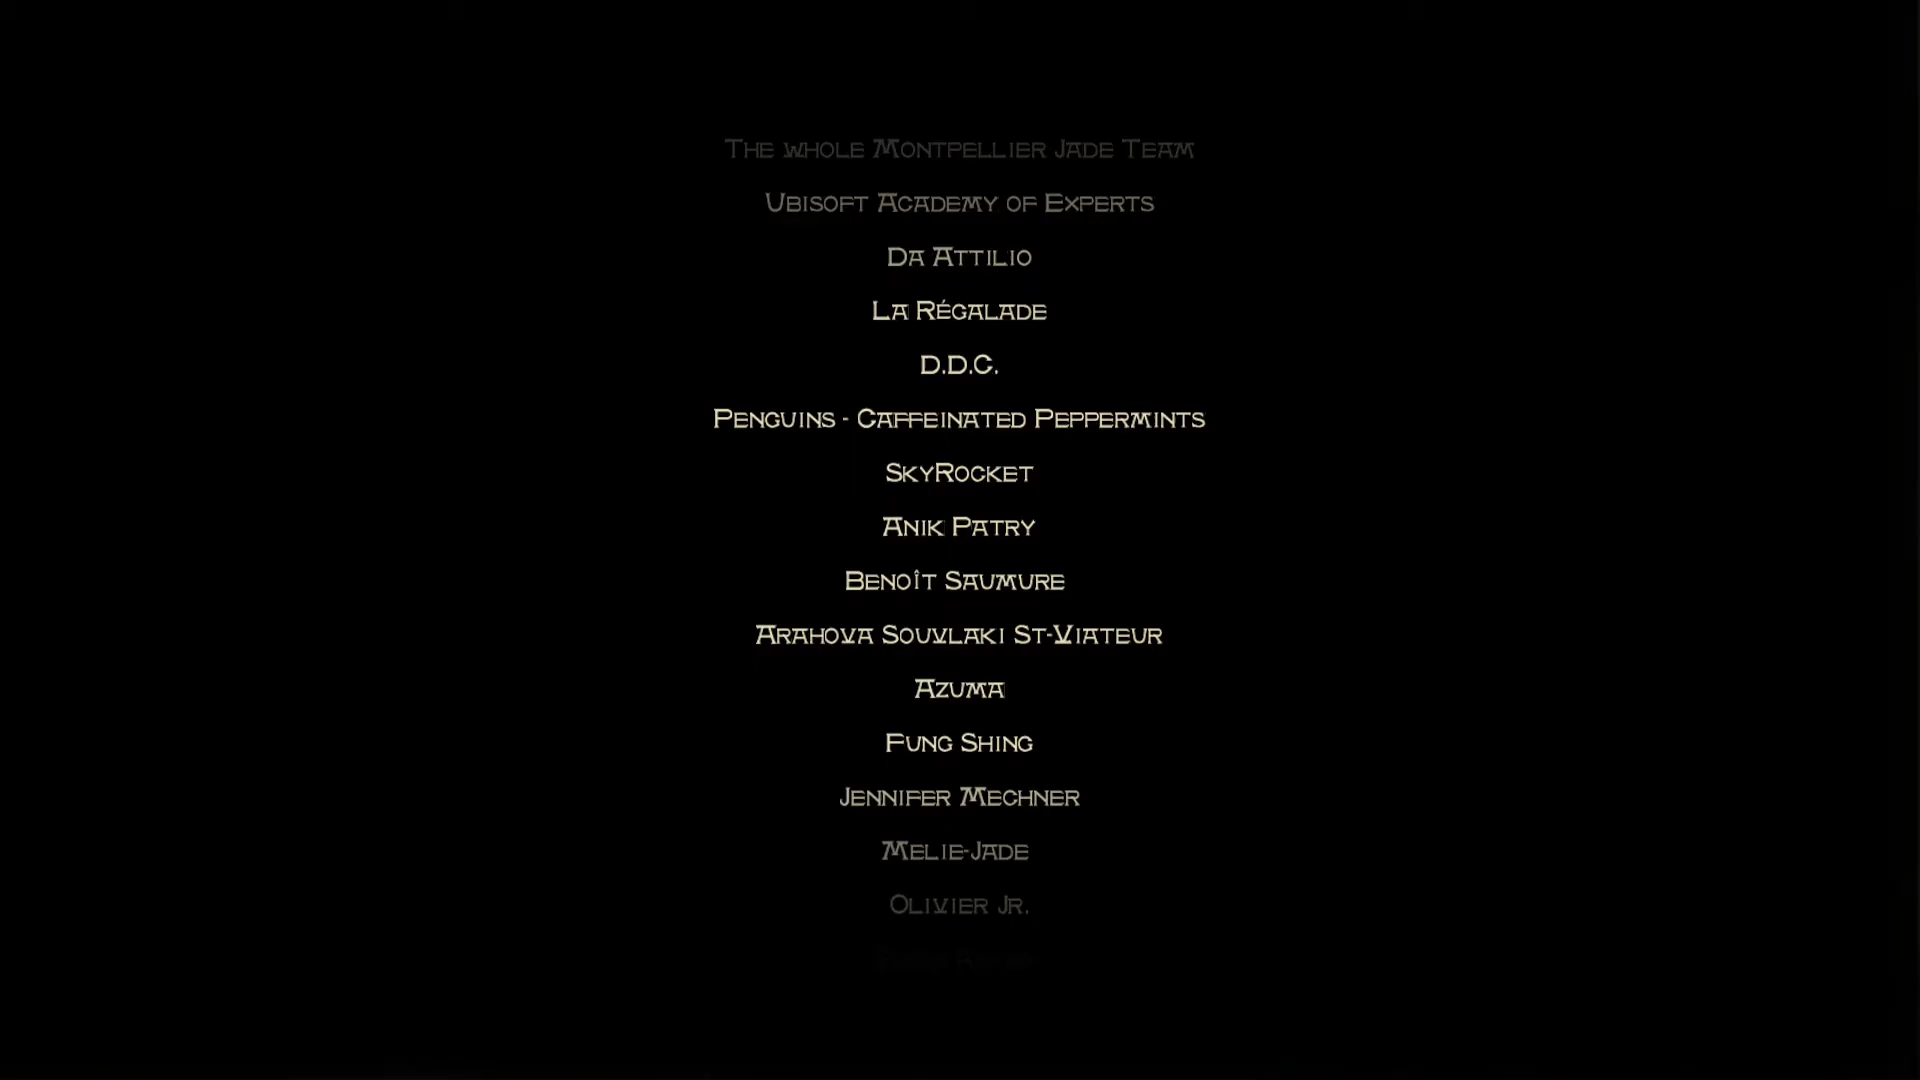 The whole Montpellier Jade Team
Ubisoft Academy of Experts
Da Attilio
La Régalade
D.D.C.
Penguins - Caffeinated Peppermints
SkyRocket
Anik Patry
Benoît Saumure
Arahova Souvlaki St-Viateur
Azuma
Fung Shing
Jennifer Mechner
Melie-Jade
Olivier Jr.